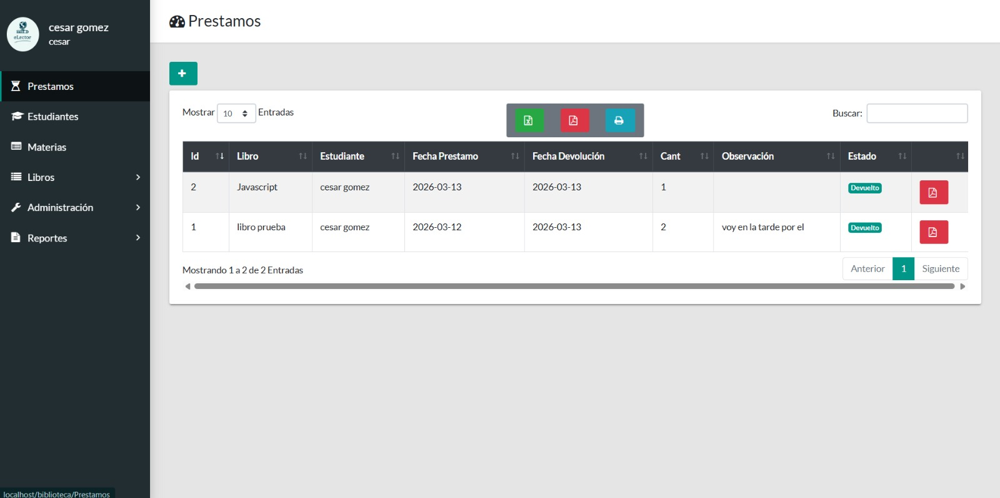 eLector
cesar gomez
cesar
Prestamos
Estudiantes
Materias
Libros
Administración
Reportes
localhost/biblioteca/Prestamos
Prestamos
Mostrar 10 Entradas
Buscar:
Id Libro Estudiante Fecha Prestamo Fecha Devolución Cant Observación Estado
2 Javascript cesar gomez 2026-03-13 2026-03-13 1 Devuelto
1 libro prueba cesar gomez 2026-03-12 2026-03-13 2 voy en la tarde por el Devuelto
Mostrando 1 a 2 de 2 Entradas
Anterior 1 Siguiente